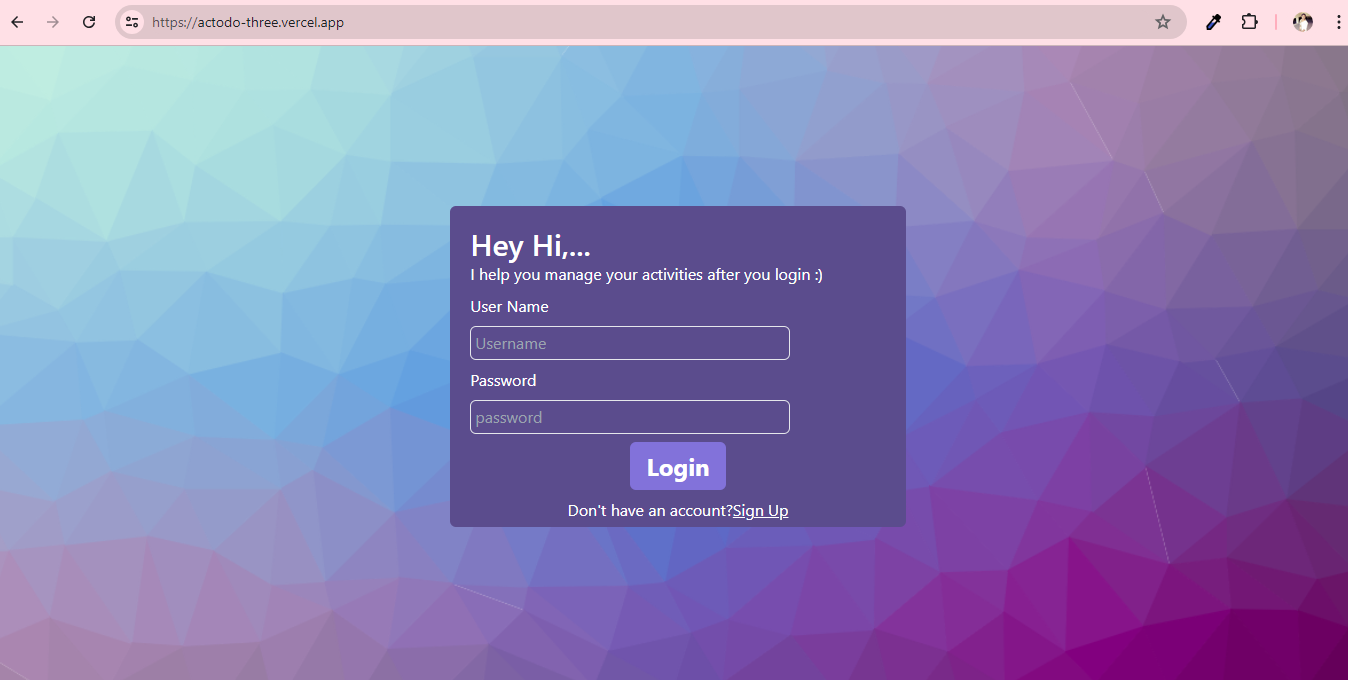 https://actodo-three.vercel.app
Hey Hi,...
I help you manage your activities after you login :)
User Name
Username
Password
password
Login
Don't have an account?Sign Up